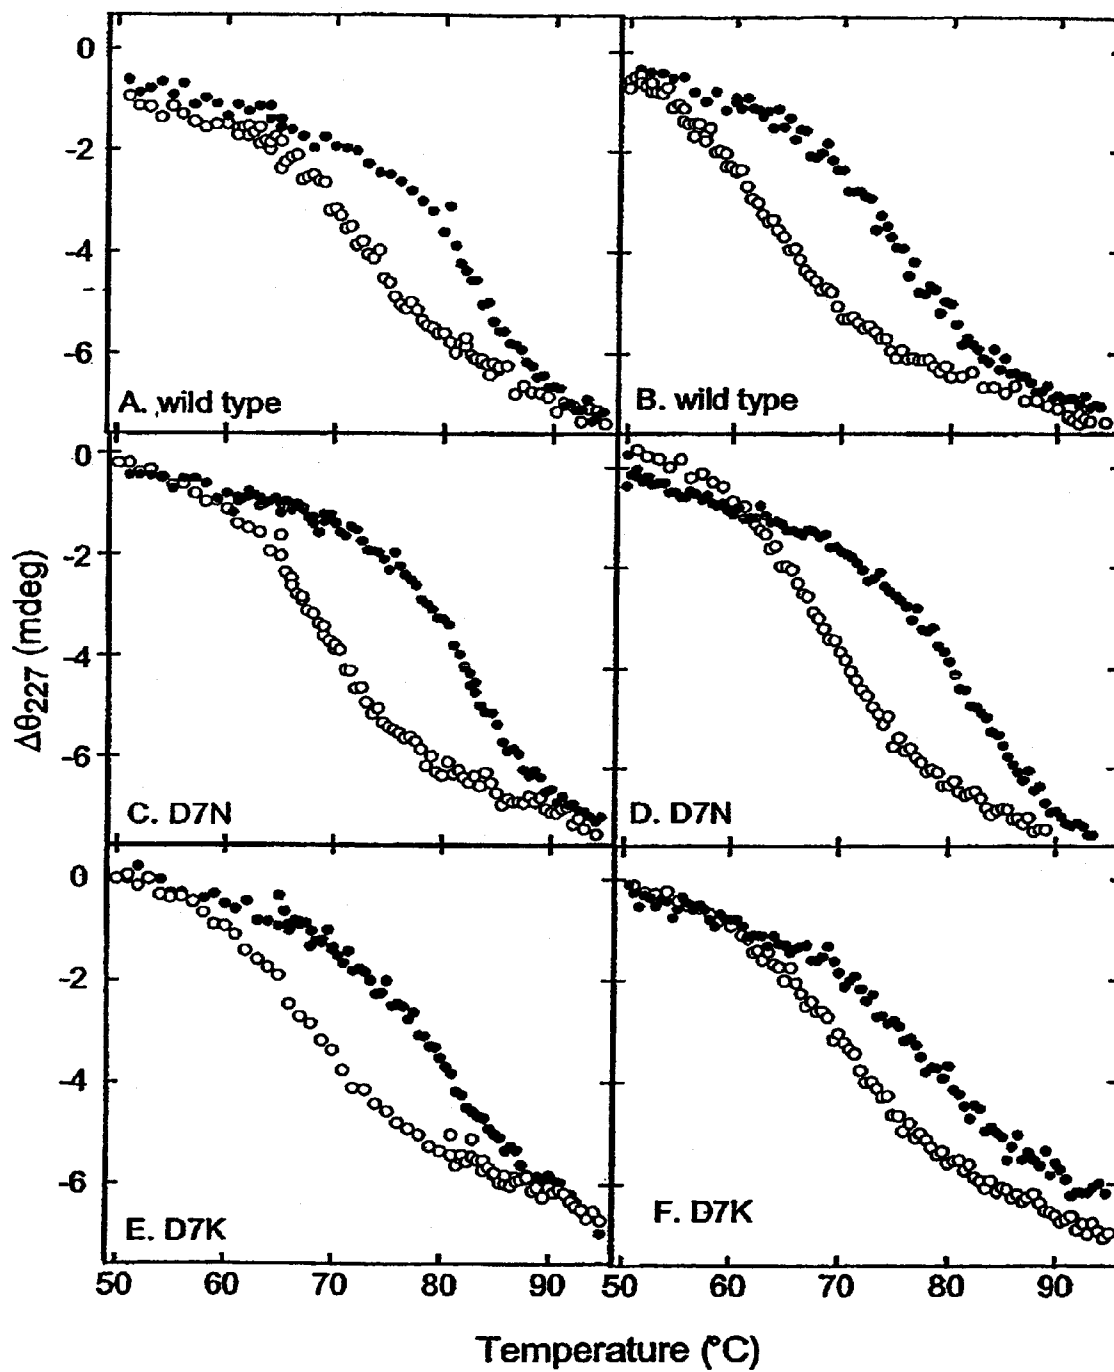 0
-2
-4
-6
A. wild type
B. wild type
0
-2
-4
-6
C. D7N
D. D7N
Δθ227 (mdeg)
0
-2
-4
-6
E. D7K
F. D7K
50 60 70 80 90 50 60 70 80 90
Temperature (°C)